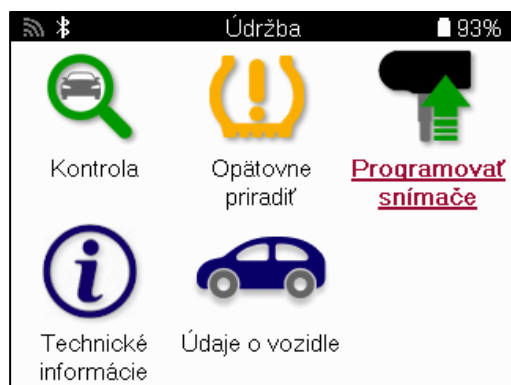 Údržba 93%
Kontrola
Opätovne
priradiť
Programovať
snímače
Technické
informácie
Údaje o vozidle